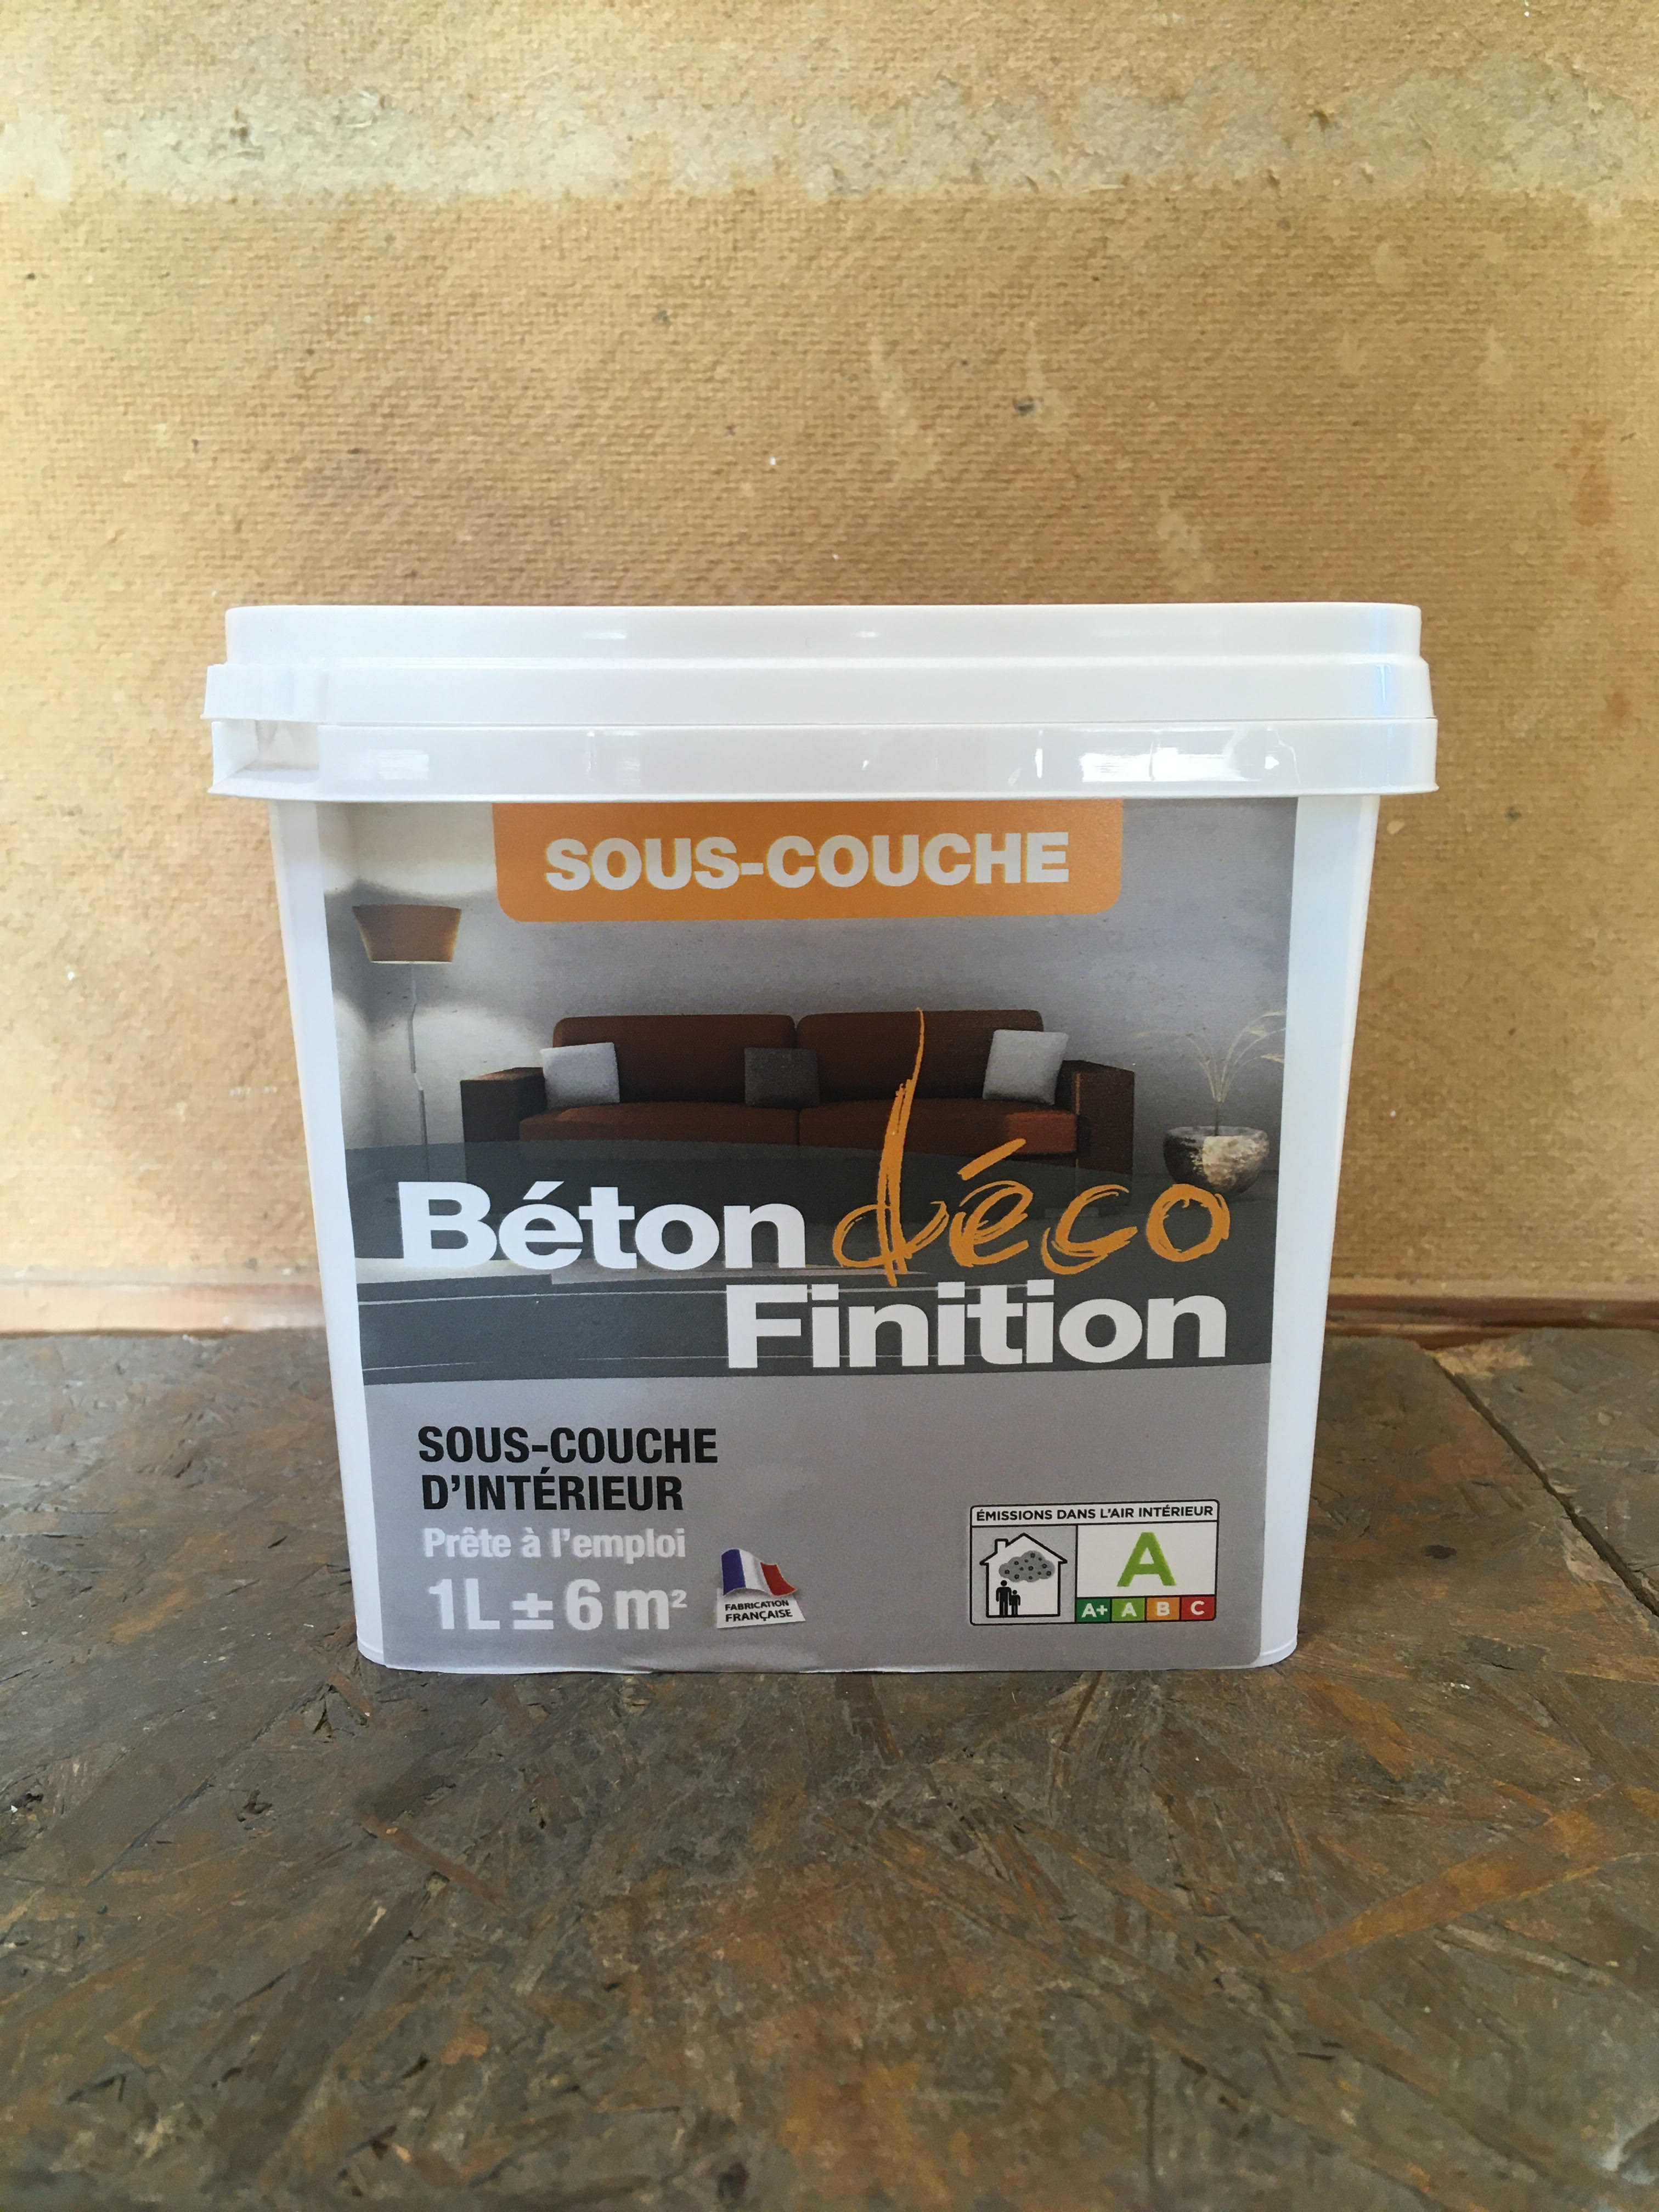 SOUS-COUCHE
Béton déco
Finition
SOUS-COUCHE
D'INTÉRIEUR
Prête à l'emploi
1L ± 6 m²
FABRICATION
FRANÇAISE
ÉMISSIONS DANS L'AIR INTÉRIEUR
A
A+ A B C